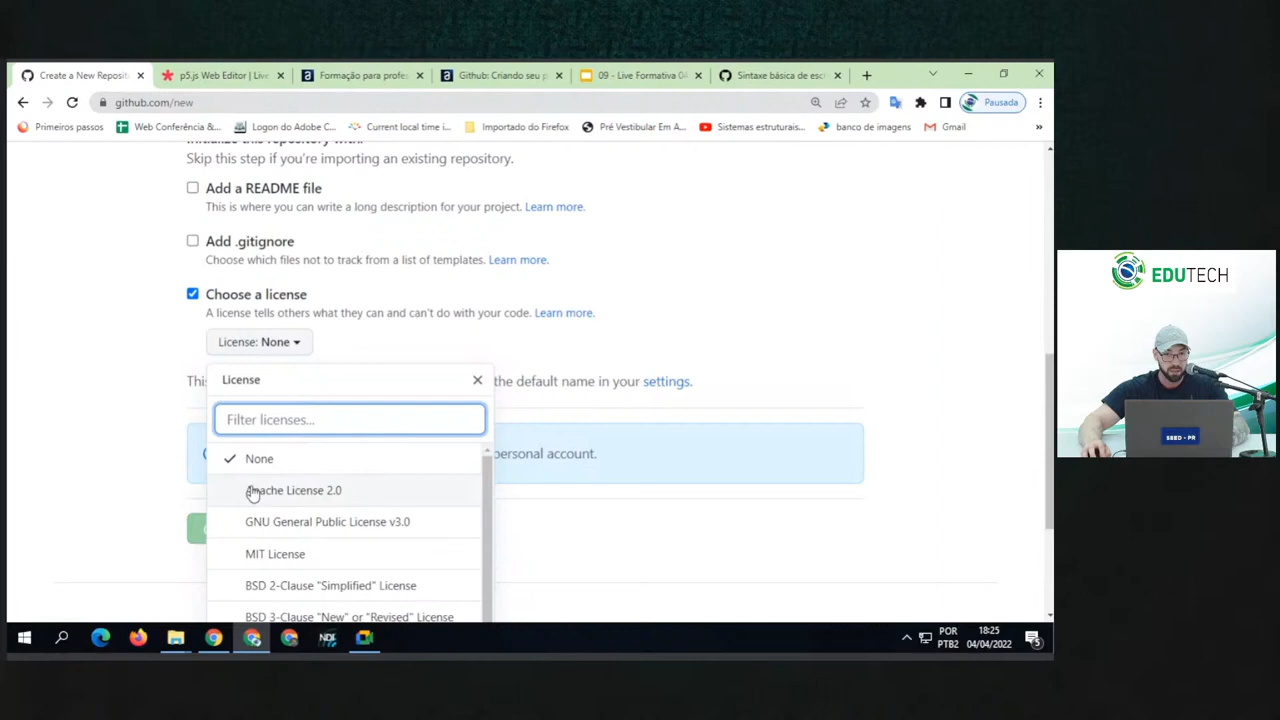 Create a New Reposit
p5.js Web Editor | Live
Formação para profes
Github: Criando seu p
09 - Live Formativa 04
Sintaxe básica de esc
github.com/new
Pausada
Primeiros passos
Web Conferência &...
Logon do Adobe C...
Current local time i...
Importado do Firefox
Pré Vestibular Em A...
Sistemas estruturais...
banco de imagens
Gmail
»
Initialize this repository with:
Skip this step if you're importing an existing repository.
Add a README file
This is where you can write a long description for your project. Learn more.
Add .gitignore
Choose which files not to track from a list of templates. Learn more.
Choose a license
A license tells others what they can and can't do with your code. Learn more.
License: None
License
Filter licenses...
None
Apache License 2.0
GNU General Public License v3.0
MIT License
BSD 2-Clause "Simplified" License
BSD 3-Clause "New" or "Revised" License
the default name in your settings.
personal account.
EDUTECH
SEED - PR
POR
PTB2
18:25
04/04/2022
5